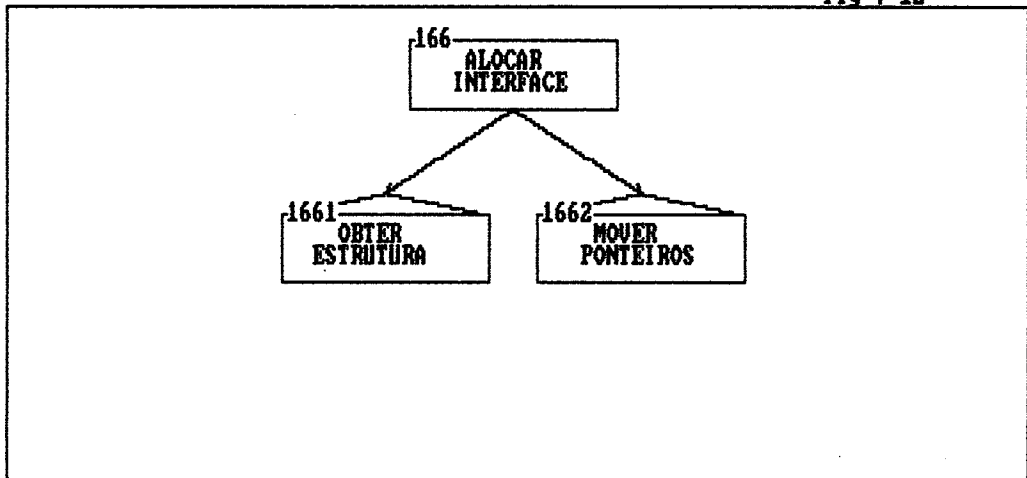 166
ALOCAR
INTERFACE
1661
OBTER
ESTRUTURA
1662
MOVER
PONTEIROS